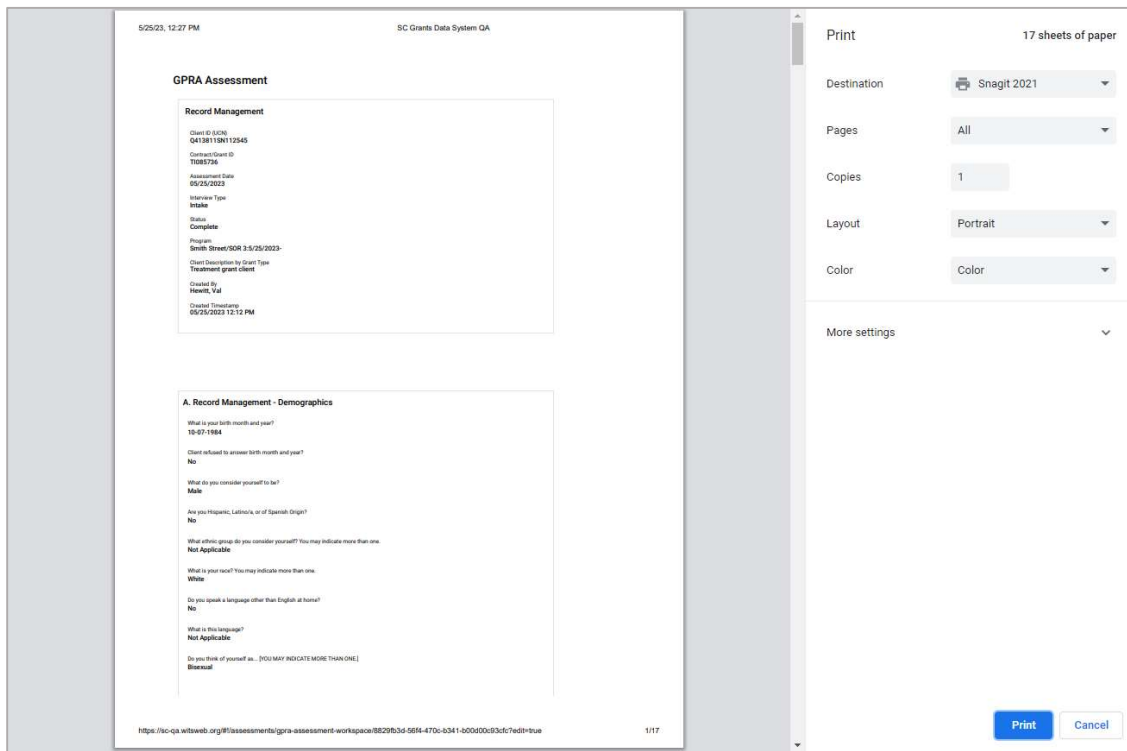 5/25/23, 12:27 PM SC Grants Data System QA
GPRA Assessment
Record Management
Client ID (UCN)
Q413811SN112545
Contract/Grant ID
TI085736
Assessment Date
05/25/2023
Interview Type
Intake
Status
Complete
Program
Smith Street/SOR 3:5/25/2023-
Client Description by Grant Type
Treatment grant client
Created By
Hewitt, Val
Created Timestamp
05/25/2023 12:12 PM
A. Record Management - Demographics
What is your birth month and year?
10-07-1984
Client refused to answer birth month and year?
No
What do you consider yourself to be?
Male
Are you Hispanic, Latino/a, or of Spanish Origin?
No
What ethnic group do you consider yourself? You may indicate more than one.
Not Applicable
What is your race? You may indicate more than one.
White
Do you speak a language other than English at home?
No
What is this language?
Not Applicable
Do you think of yourself as... [YOU MAY INDICATE MORE THAN ONE.]
Bisexual
https://sc-qa.witsweb.org/#!/assessments/gpra-assessment-workspace/8829fb3d-56f4-470c-b341-b00d00c93cfc?edit=true 1/17
Print 17 sheets of paper
Destination Snagit 2021
Pages All
Copies 1
Layout Portrait
Color Color
More settings
Print Cancel